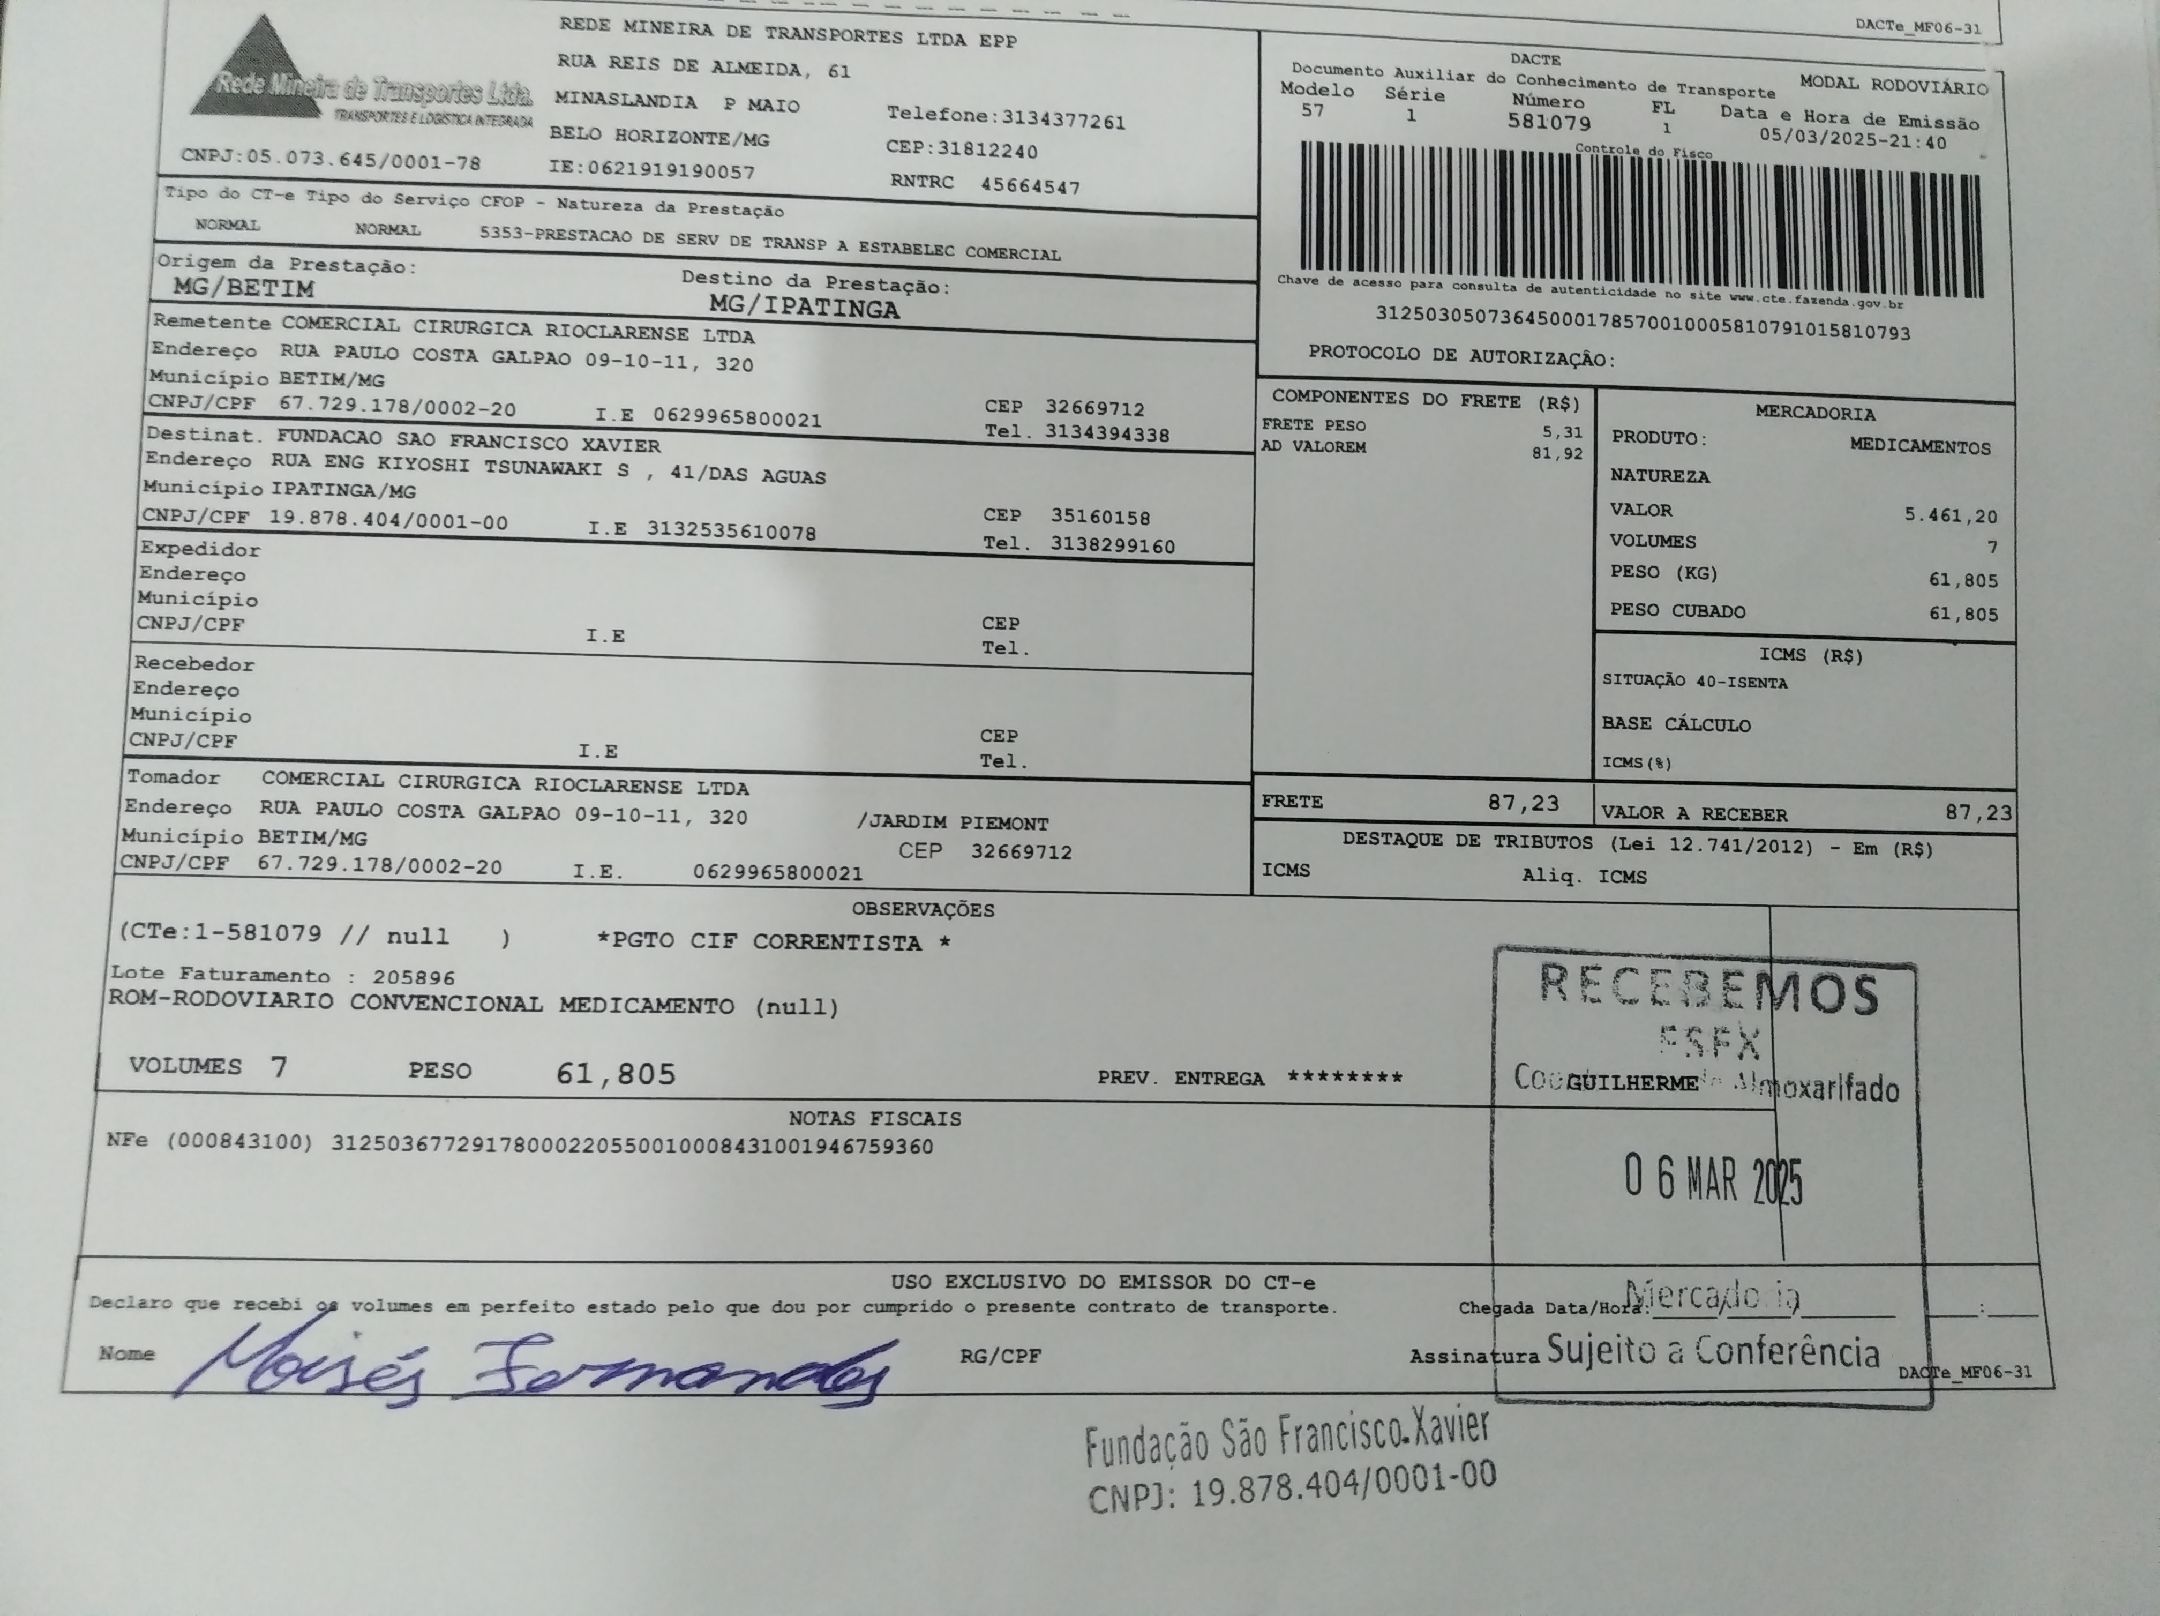 DACTe_MF06-31
Rede Mineira de Transportes Ltda.
TRANSPORTES E LOGÍSTICA INTEGRADA
CNPJ:05.073.645/0001-78
REDE MINEIRA DE TRANSPORTES LTDA EPP
RUA REIS DE ALMEIDA, 61
MINASLANDIA P MAIO
Telefone:3134377261
BELO HORIZONTE/MG
CEP:31812240
IE:0621919190057
RNTRC 45664547
DACTE
Documento Auxiliar do Conhecimento de Transporte
MODAL RODOVIÁRIO
Modelo Série Número FL Data e Hora de Emissão
57 1 581079 1 05/03/2025-21:40
Controle do Fisco
Chave de acesso para consulta de autenticidade no site www.cte.fazenda.gov.br
31250305073645000178570010005810791015810793
PROTOCOLO DE AUTORIZAÇÃO:
Tipo do CT-e Tipo do Serviço CFOP - Natureza da Prestação
NORMAL NORMAL 5353-PRESTACAO DE SERV DE TRANSP A ESTABELEC COMERCIAL
Origem da Prestação: Destino da Prestação:
MG/BETIM MG/IPATINGA
Remetente COMERCIAL CIRURGICA RIOCLARENSE LTDA
Endereço RUA PAULO COSTA GALPAO 09-10-11, 320
Município BETIM/MG CEP 32669712
CNPJ/CPF 67.729.178/0002-20 I.E 0629965800021 Tel. 3134394338
Destinat. FUNDACAO SAO FRANCISCO XAVIER
Endereço RUA ENG KIYOSHI TSUNAWAKI S , 41/DAS AGUAS
Município IPATINGA/MG CEP 35160158
CNPJ/CPF 19.878.404/0001-00 I.E 3132535610078 Tel. 3138299160
Expedidor
Endereço
Município CEP
CNPJ/CPF I.E Tel.
Recebedor
Endereço
Município CEP
CNPJ/CPF I.E Tel.
Tomador COMERCIAL CIRURGICA RIOCLARENSE LTDA
Endereço RUA PAULO COSTA GALPAO 09-10-11, 320 /JARDIM PIEMONT
Município BETIM/MG CEP 32669712
CNPJ/CPF 67.729.178/0002-20 I.E. 0629965800021
COMPONENTES DO FRETE (R$)
FRETE PESO 5,31
AD VALOREM 81,92
MERCADORIA
PRODUTO: MEDICAMENTOS
NATUREZA
VALOR 5.461,20
VOLUMES 7
PESO (KG) 61,805
PESO CUBADO 61,805
ICMS (R$)
SITUAÇÃO 40-ISENTA
BASE CÁLCULO
ICMS(%)
FRETE 87,23 VALOR A RECEBER 87,23
DESTAQUE DE TRIBUTOS (Lei 12.741/2012) - Em (R$)
ICMS Aliq. ICMS
OBSERVAÇÕES
(CTe:1-581079 // null ) *PGTO CIF CORRENTISTA *
Lote Faturamento : 205896
ROM-RODOVIARIO CONVENCIONAL MEDICAMENTO (null)
VOLUMES 7 PESO 61,805 PREV. ENTREGA ******** GUILHERME
RECEBEMOS
FSFX
Almoxarifado
06 MAR 2025
Mercadoria
Sujeito a Conferência
NOTAS FISCAIS
NFe (000843100) 31250367729178000220550010008431001946759360
USO EXCLUSIVO DO EMISSOR DO CT-e
Declaro que recebi os volumes em perfeito estado pelo que dou por cumprido o presente contrato de transporte.
Chegada Data/Hora:____/____/______ ___:___
Nome Moisés Fernandes RG/CPF Assinatura
DACTe_MF06-31
Fundação São Francisco Xavier
CNPJ: 19.878.404/0001-00